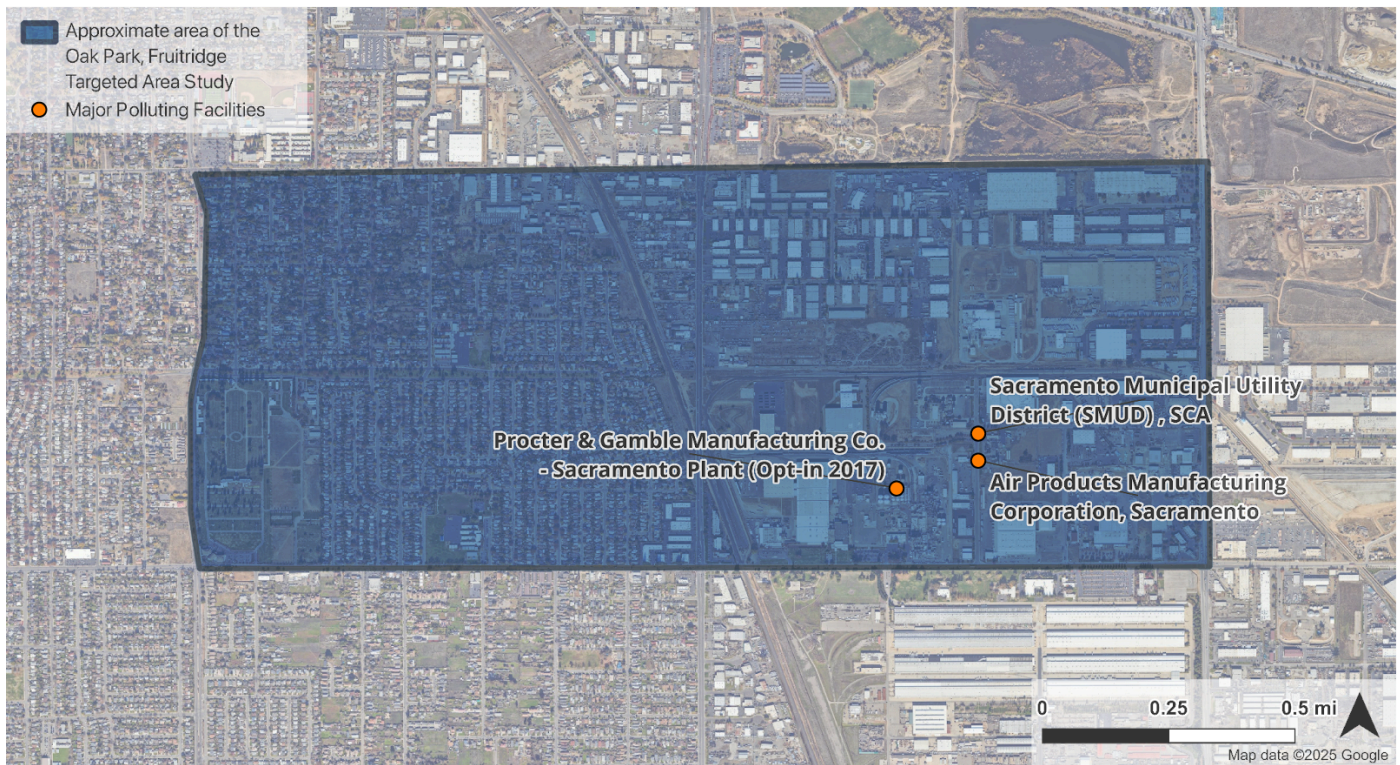 Approximate area of the
Oak Park, Fruitridge
Targeted Area Study
Major Polluting Facilities
Sacramento Municipal Utility
District (SMUD) , SCA
Procter & Gamble Manufacturing Co.
- Sacramento Plant (Opt-in 2017)
Air Products Manufacturing
Corporation, Sacramento
0 0.25 0.5 mi
Map data ©2025 Google